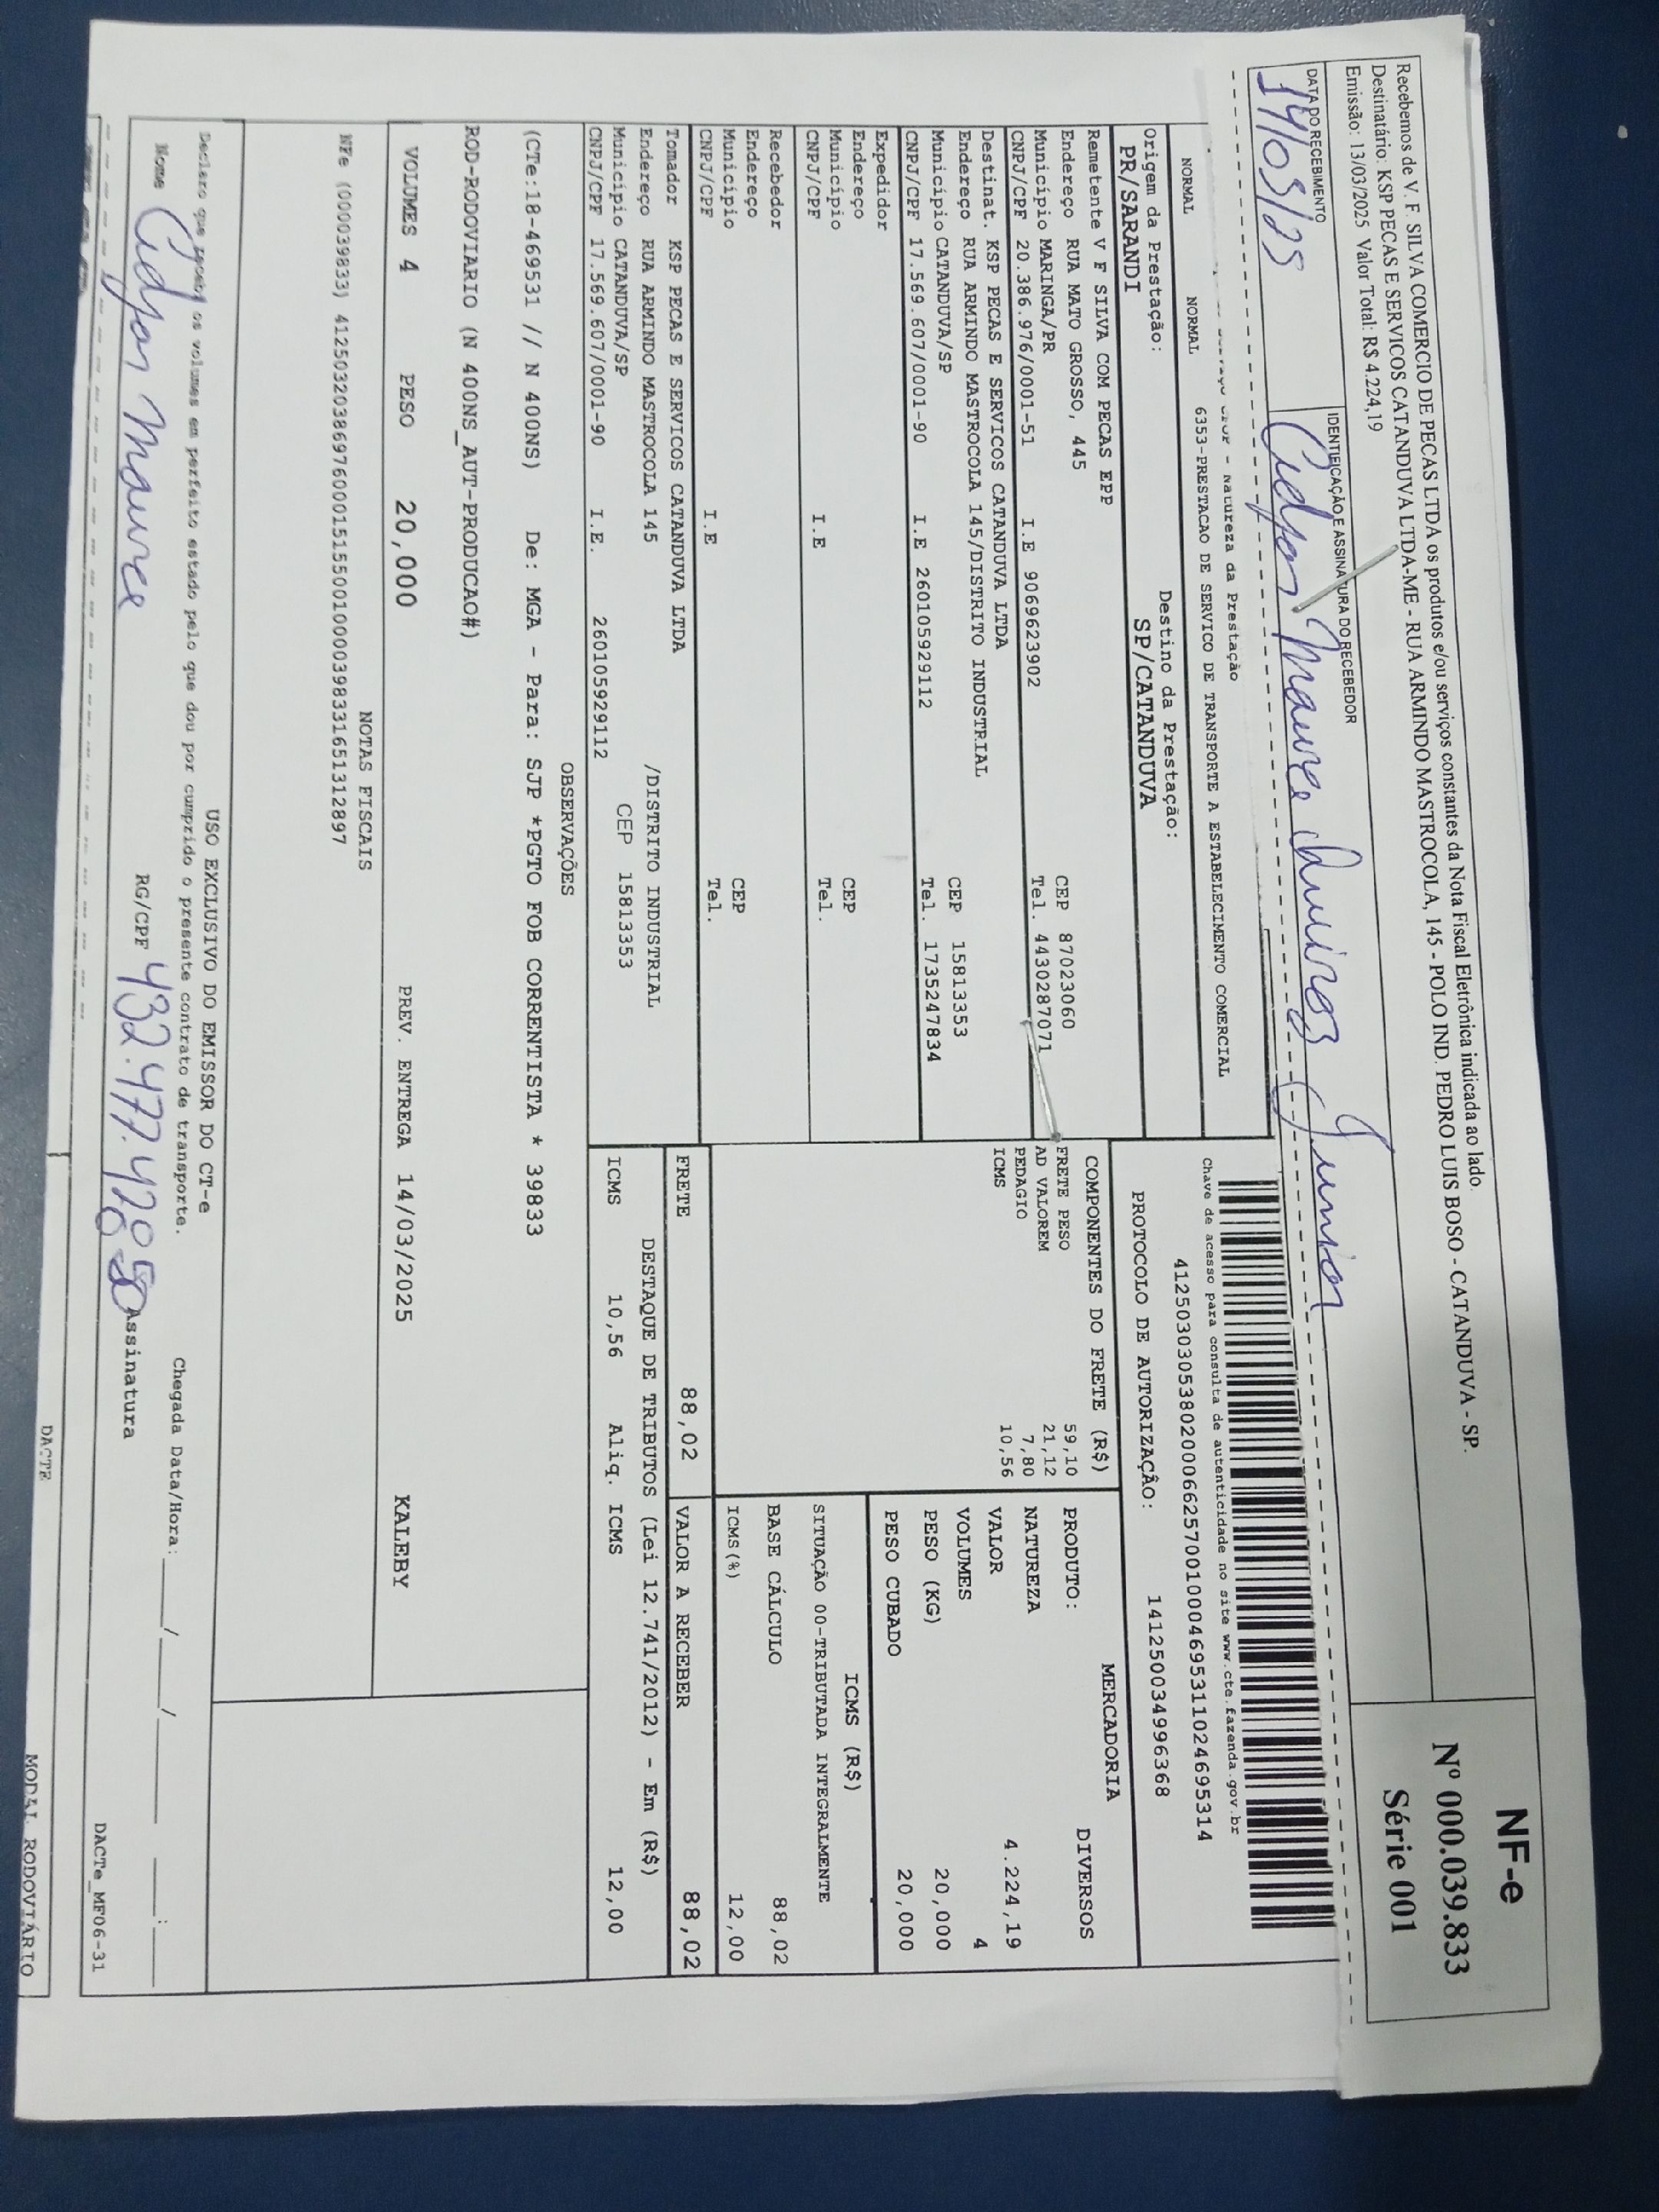 Recebemos de V. F. SILVA COMERCIO DE PECAS LTDA os produtos e/ou serviços constantes da Nota Fiscal Eletrônica indicada ao lado.
Destinatário: KSP PECAS E SERVICOS CATANDUVA LTDA-ME - RUA ARMINDO MASTROCOLA, 145 - POLO IND. PEDRO LUIS BOSO - CATANDUVA - SP.
Emissão: 13/03/2025 Valor Total: R$ 4.224,19
NF-e
Nº 000.039.833
Série 001
DATA DO RECEBIMENTO
14/03/25
IDENTIFICAÇÃO E ASSINATURA DO RECEBEDOR
Junior
- Natureza da Prestação
NORMAL NORMAL 6353-PRESTACAO DE SERVICO DE TRANSPORTE A ESTABELECIMENTO COMERCIAL
Chave de acesso para consulta de autenticidade no site www.cte.fazenda.gov.br
41250303053802000662570010004695311024695314
Origem da Prestação:
PR/SARANDI
Destino da Prestação:
SP/CATANDUVA
PROTOCOLO DE AUTORIZAÇÃO: 141250034996368
Remetente V F SILVA COM PECAS EPP
Endereço RUA MATO GROSSO, 445 CEP 87023060
Município MARINGA/PR Tel. 443028707​1
CNPJ/CPF 20.386.976/0001-51 I.E 9069623902
Destinat. KSP PECAS E SERVICOS CATANDUVA LTDA
Endereço RUA ARMINDO MASTROCOLA 145/DISTRITO INDUSTRIAL CEP 15813353
Município CATANDUVA/SP Tel. 1735247834
CNPJ/CPF 17.569.607/0001-90 I.E 260105929112
Expedidor
Endereço CEP
Município Tel.
CNPJ/CPF I.E
Recebedor
Endereço CEP
Município Tel.
CNPJ/CPF I.E
Tomador KSP PECAS E SERVICOS CATANDUVA LTDA
Endereço RUA ARMINDO MASTROCOLA 145 /DISTRITO INDUSTRIAL
Município CATANDUVA/SP CEP 15813353
CNPJ/CPF 17.569.607/0001-90 I.E. 260105929112
COMPONENTES DO FRETE (R$)
FRETE PESO 59,10
AD VALOREM 21,12
PEDAGIO 7,80
ICMS 10,56
MERCADORIA
PRODUTO: DIVERSOS
NATUREZA
VALOR 4.224,19
VOLUMES 4
PESO (KG) 20,000
PESO CUBADO 20,000
ICMS (R$)
SITUAÇÃO 00-TRIBUTADA INTEGRALMENTE
BASE CÁLCULO 88,02
ICMS(%) 12,00
FRETE 88,02 VALOR A RECEBER 88,02
DESTAQUE DE TRIBUTOS (Lei 12.741/2012) - Em (R$)
ICMS 10,56 Aliq. ICMS 12,00
OBSERVAÇÕES
(CTe:18-469531 // N 400NS) De: MGA - Para: SJP *PGTO FOB CORRENTISTA * 39833
ROD-RODOVIARIO (N 400NS_AUT-PRODUCAO#)
VOLUMES 4 PESO 20,000 PREV. ENTREGA 14/03/2025 KALEBY
NOTAS FISCAIS
NFe (000039833) 41250320386976000151550010000398331651312897
USO EXCLUSIVO DO EMISSOR DO CT-e
Declaro que recebi os volumes em perfeito estado pelo que dou por cumprido o presente contrato de transporte.
Chegada Data/Hora: ___/___/___ ___:___
Nome RG/CPF Assinatura
DACTe_MF06-31
DACTE
MODAL RODOVIÁRIO